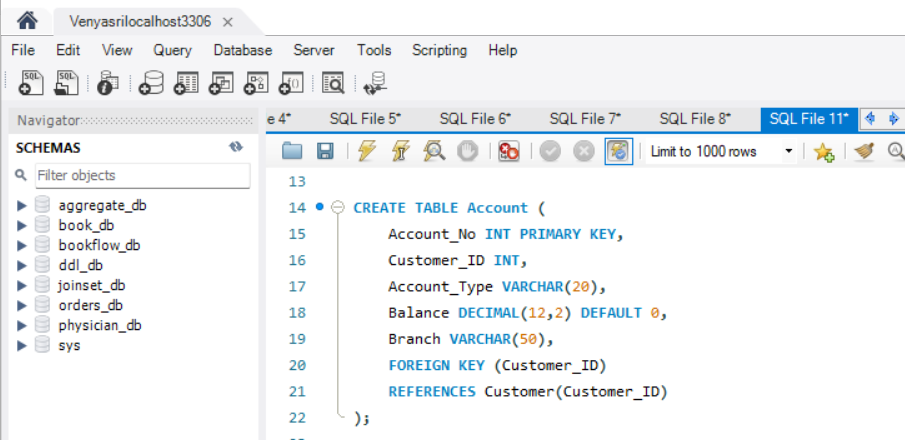 Venyasrilocalhost3306 ×
File Edit View Query Database Server Tools Scripting Help
SQL SQL
Navigator
SCHEMAS
Filter objects
aggregate_db
book_db
bookflow_db
ddl_db
joinset_db
orders_db
physician_db
sys
e 4* SQL File 5* SQL File 6* SQL File 7* SQL File 8* SQL File 11*
Limit to 1000 rows
13
14 CREATE TABLE Account (
15 Account_No INT PRIMARY KEY,
16 Customer_ID INT,
17 Account_Type VARCHAR(20),
18 Balance DECIMAL(12,2) DEFAULT 0,
19 Branch VARCHAR(50),
20 FOREIGN KEY (Customer_ID)
21 REFERENCES Customer(Customer_ID)
22 );